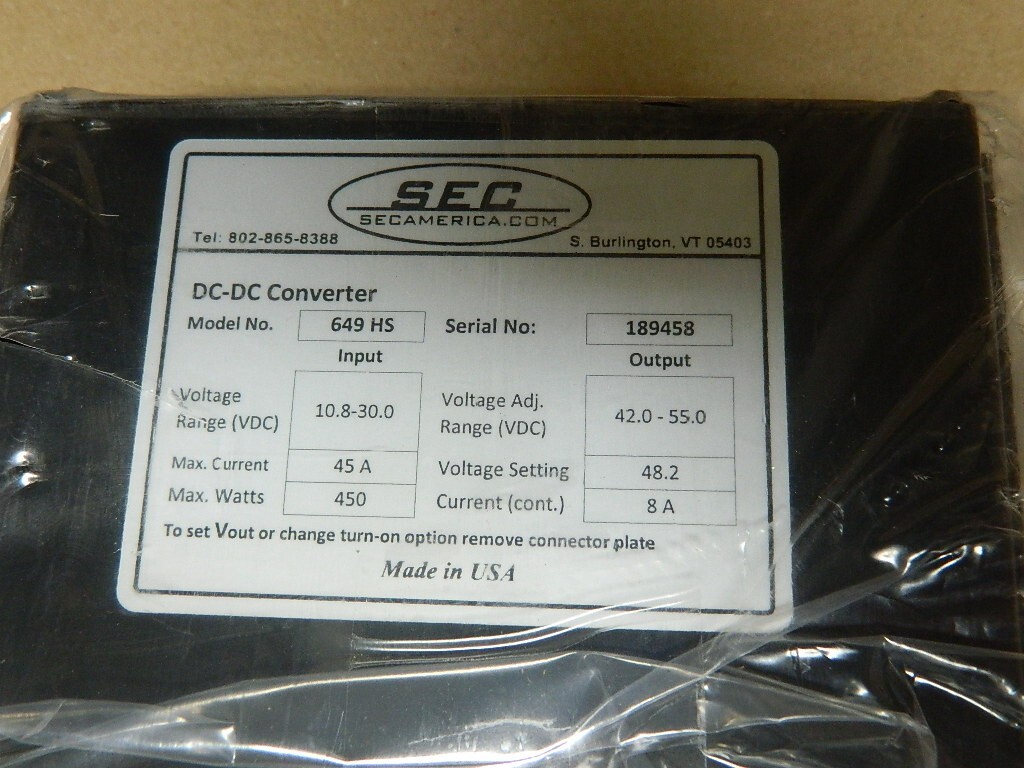 SEC
SECAMERICA.COM
Tel: 802-865-8388 S. Burlington, VT 05403
DC-DC Converter
Model No. 649 HS Serial No: 189458
Input Output
Voltage Range (VDC) 10.8-30.0 Voltage Adj. Range (VDC) 42.0 - 55.0
Max. Current 45 A Voltage Setting 48.2
Max. Watts 450 Current (cont.) 8 A
To set Vout or change turn-on option remove connector plate
Made in USA